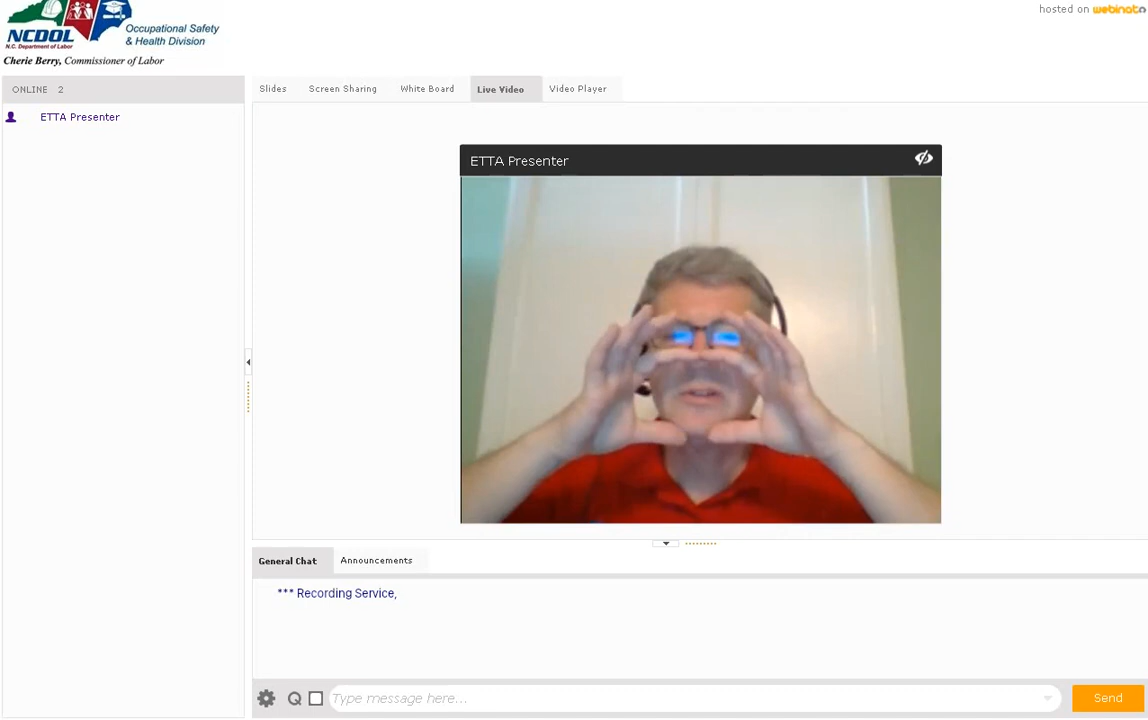 hosted on webinato
NCDOL
N.C. Department of Labor
Occupational Safety
& Health Division
Cherie Berry, Commissioner of Labor
ONLINE 2
Slides Screen Sharing White Board Live Video Video Player
ETTA Presenter
ETTA Presenter
General Chat Announcements
*** Recording Service,
Q Type message here... Send